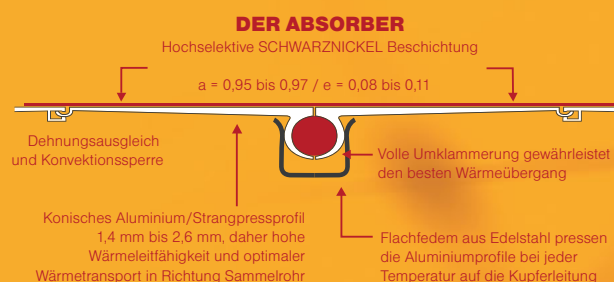 DER ABSORBER
Hochselektive SCHWARZNICKEL Beschichtung
a = 0,95 bis 0,97 / e = 0,08 bis 0,11
Dehnungsausgleich
und Konvektionssperre
Volle Umklammerung gewährleistet
den besten Wärmeübergang
Konisches Aluminium/Strangpressprofil
1,4 mm bis 2,6 mm, daher hohe
Wärmeleitfähigkeit und optimaler
Wärmetransport in Richtung Sammelrohr
Flachfedern aus Edelstahl pressen
die Aluminiumprofile bei jeder
Temperatur auf die Kupferleitung